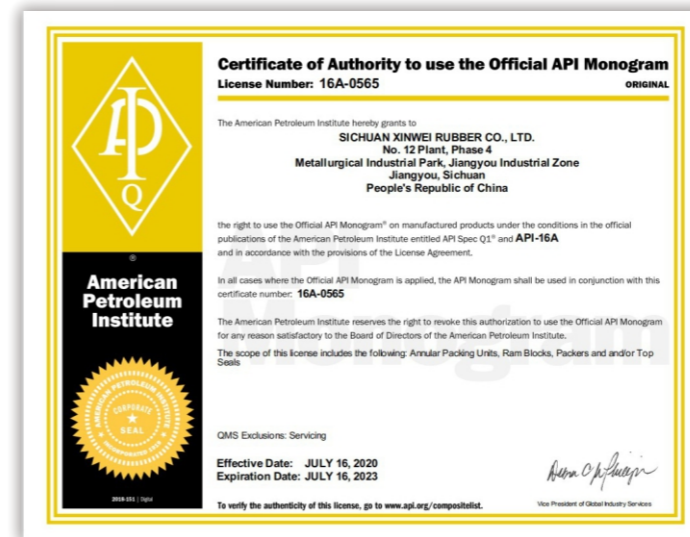 Certificate of Authority to use the Official API Monogram
License Number: 16A-0565
ORIGINAL
The American Petroleum Institute hereby grants to
SICHUAN XINWEI RUBBER CO., LTD.
No. 12 Plant, Phase 4
Metallurgical Industrial Park, Jiangyou Industrial Zone
Jiangyou, Sichuan
People's Republic of China
the right to use the Official API Monogram® on manufactured products under the conditions in the official
publications of the American Petroleum Institute entitled API Spec Q1® and API-16A
and in accordance with the provisions of the License Agreement.
In all cases where the Official API Monogram is applied, the API Monogram shall be used in conjunction with this
certificate number: 16A-0565
The American Petroleum Institute reserves the right to revoke this authorization to use the Official API Monogram
for any reason satisfactory to the Board of Directors of the American Petroleum Institute.
The scope of this license includes the following: Annular Packing Units, Ram Blocks, Packers and and/or Top
Seals
QMS Exclusions: Servicing
Effective Date: JULY 16, 2020
Expiration Date: JULY 16, 2023
To verify the authenticity of this license, go to www.api.org/compositelist.
Vice President of Global Industry Services
API
Q
®
American
Petroleum
Institute
AMERICAN PETROLEUM INSTITUTE
CORPORATE
SEAL
INCORPORATED 1919
2018-151 | Digital
API
Monogram